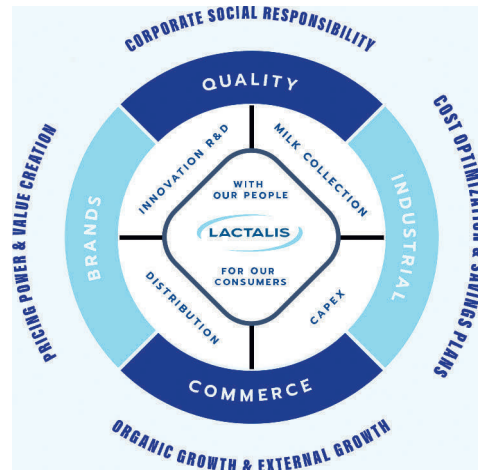 CORPORATE SOCIAL RESPONSIBILITY
QUALITY
INNOVATION R&D
MILK COLLECTION
PRICING POWER & VALUE CREATION
BRANDS
WITH
OUR PEOPLE
LACTALIS
FOR OUR
CONSUMERS
INDUSTRIAL
COST OPTIMIZATION & SAVINGS PLANS
DISTRIBUTION
CAPEX
COMMERCE
ORGANIC GROWTH & EXTERNAL GROWTH